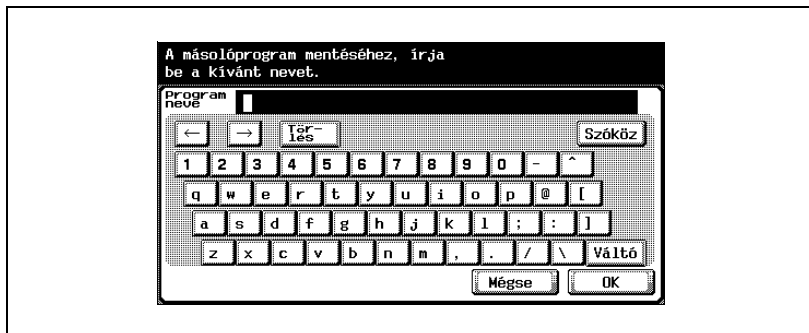 A másolóprogram mentéséhez, írja
be a kívánt nevet.
Program
neve
← → Tör-
lés Szóköz
1 2 3 4 5 6 7 8 9 0 - ^
q w e r t y u i o p @ [
a s d f g h j k l ; : ]
z x c v b n m , . / \ Váltó
Mégse OK